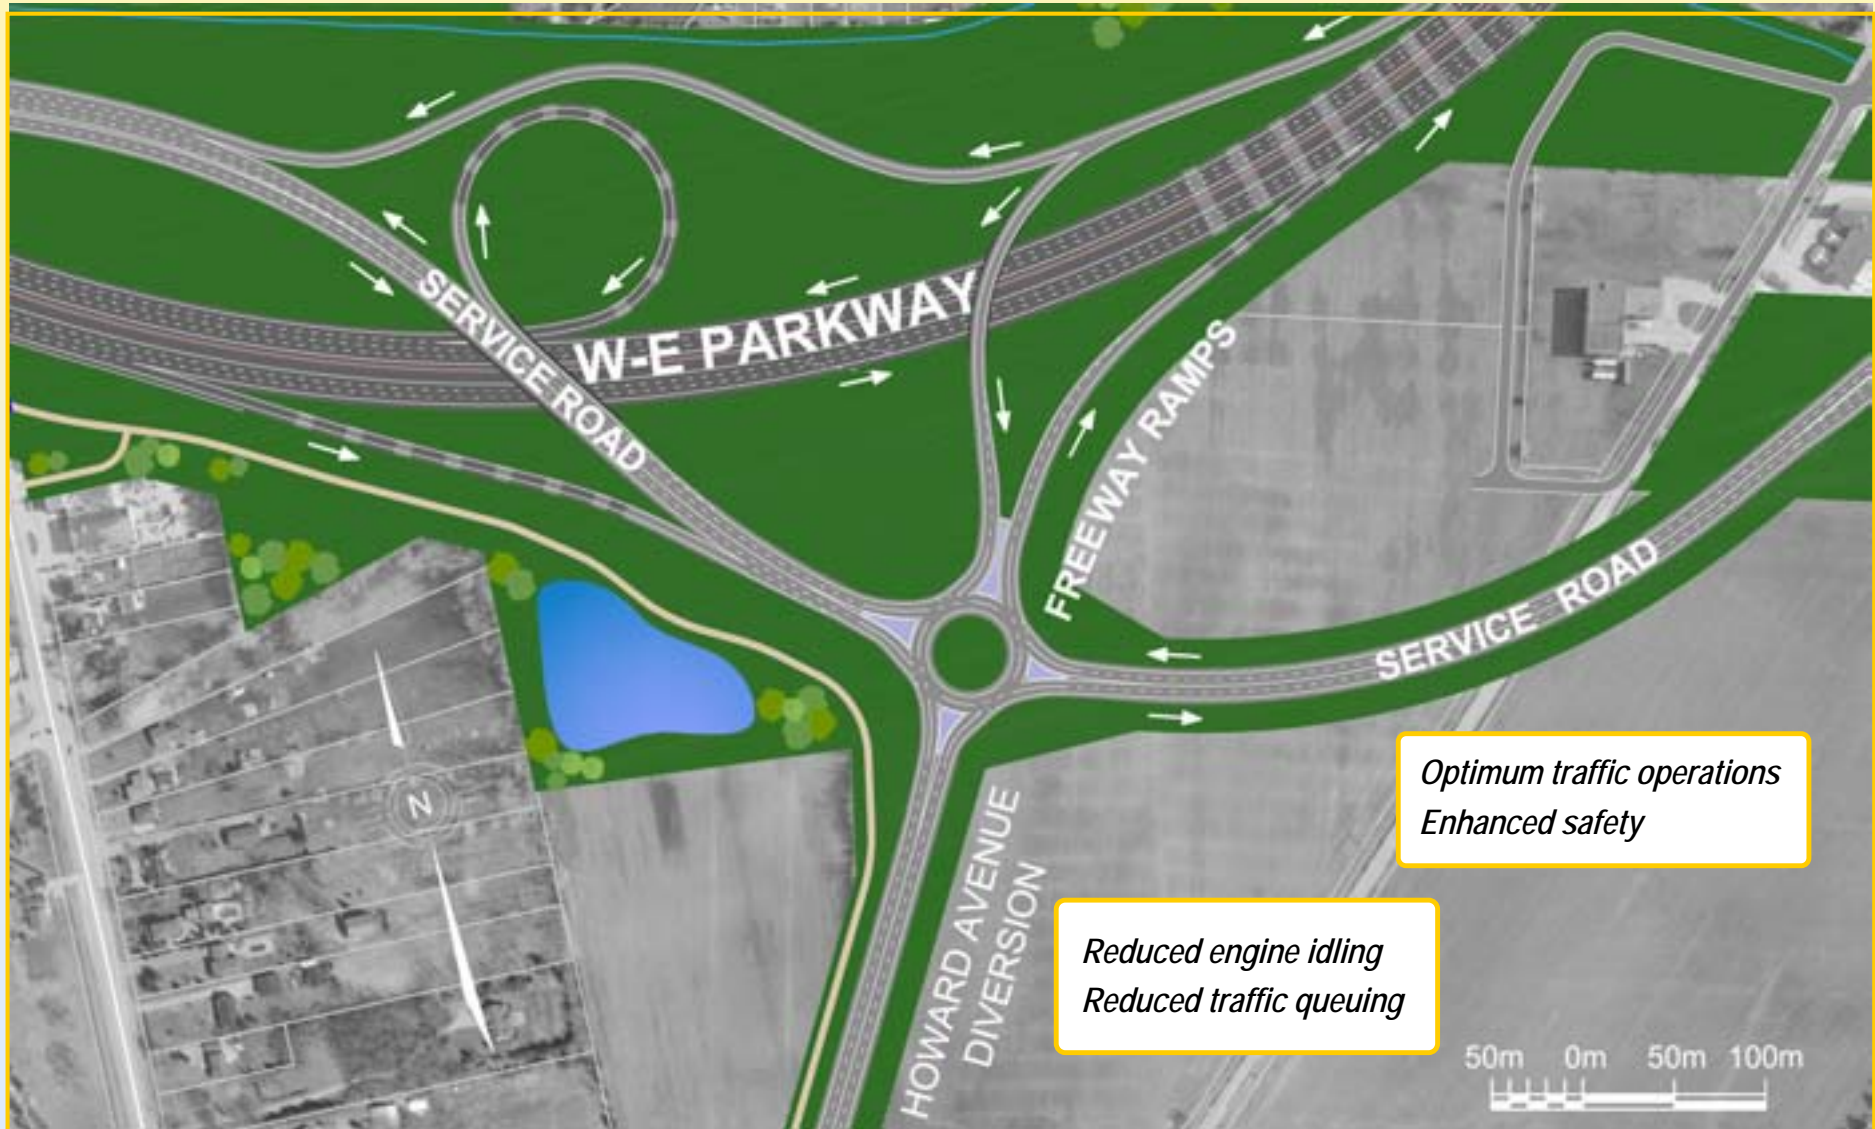 SERVICE ROAD
W-E PARKWAY
FREEWAY RAMPS
SERVICE ROAD
Optimum traffic operations
Enhanced safety
N
HOWARD AVENUE
DIVERSION
Reduced engine idling
Reduced traffic queuing
50m 0m 50m 100m